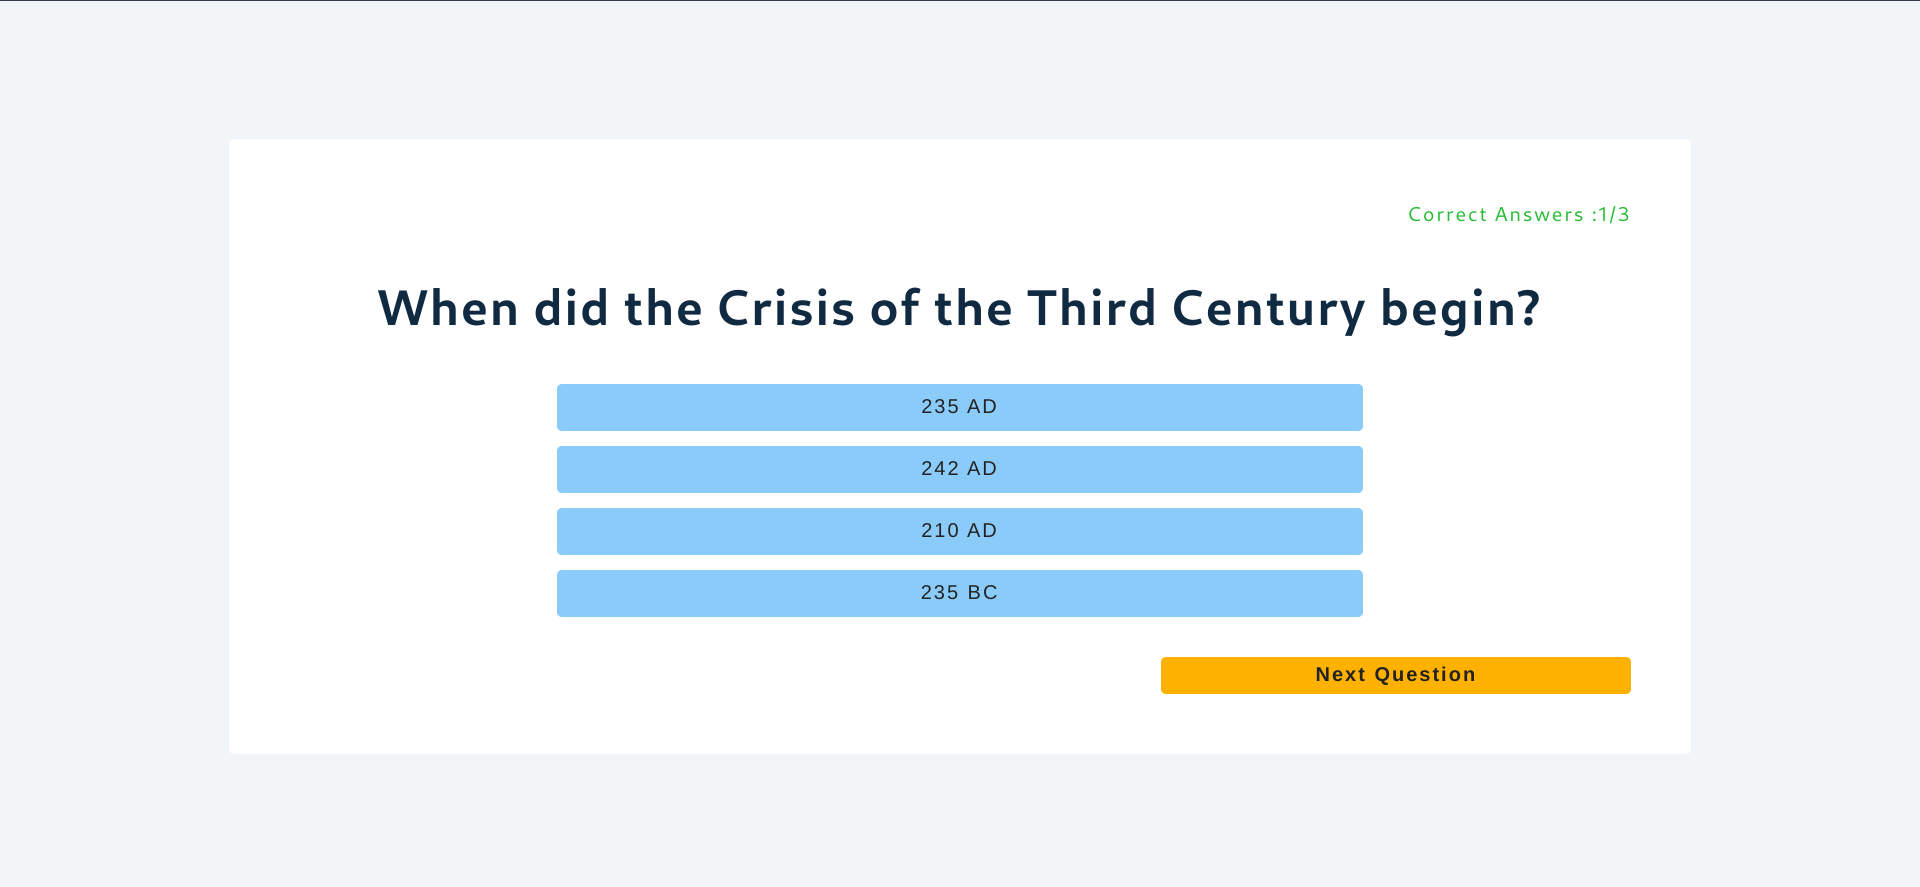 Correct Answers :1/3
When did the Crisis of the Third Century begin?
235 AD
242 AD
210 AD
235 BC
Next Question